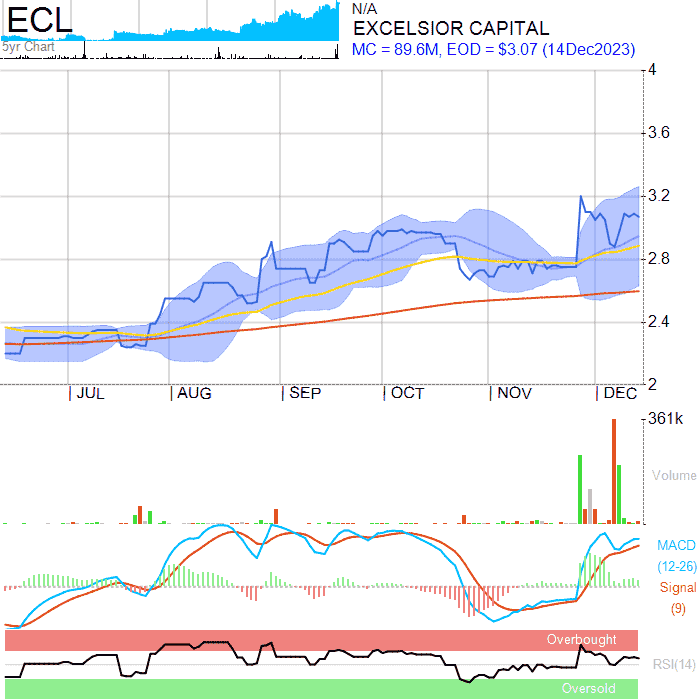 ECL
5yr Chart
N/A
EXCELSIOR CAPITAL
MC = 89.6M, EOD = $3.07 (14Dec2023)
4
3.6
3.2
2.8
2.4
2
JUL AUG SEP OCT NOV DEC
361k
Volume
MACD
(12-26)
Signal
(9)
Overbought
RSI(14)
Oversold